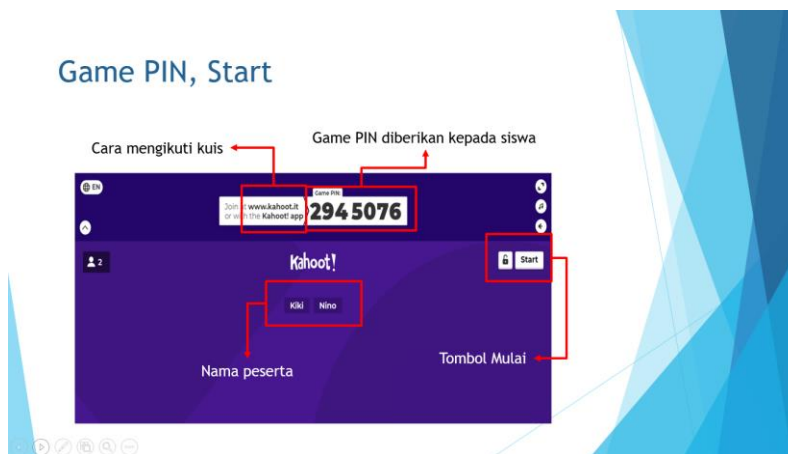 Game PIN, Start
Cara mengikuti kuis
Game PIN diberikan kepada siswa
EN
Game PIN
Join at www.kahoot.it
or with the Kahoot! app
294 5076
2
Kahoot!
Start
Kiki Nino
Nama peserta
Tombol Mulai